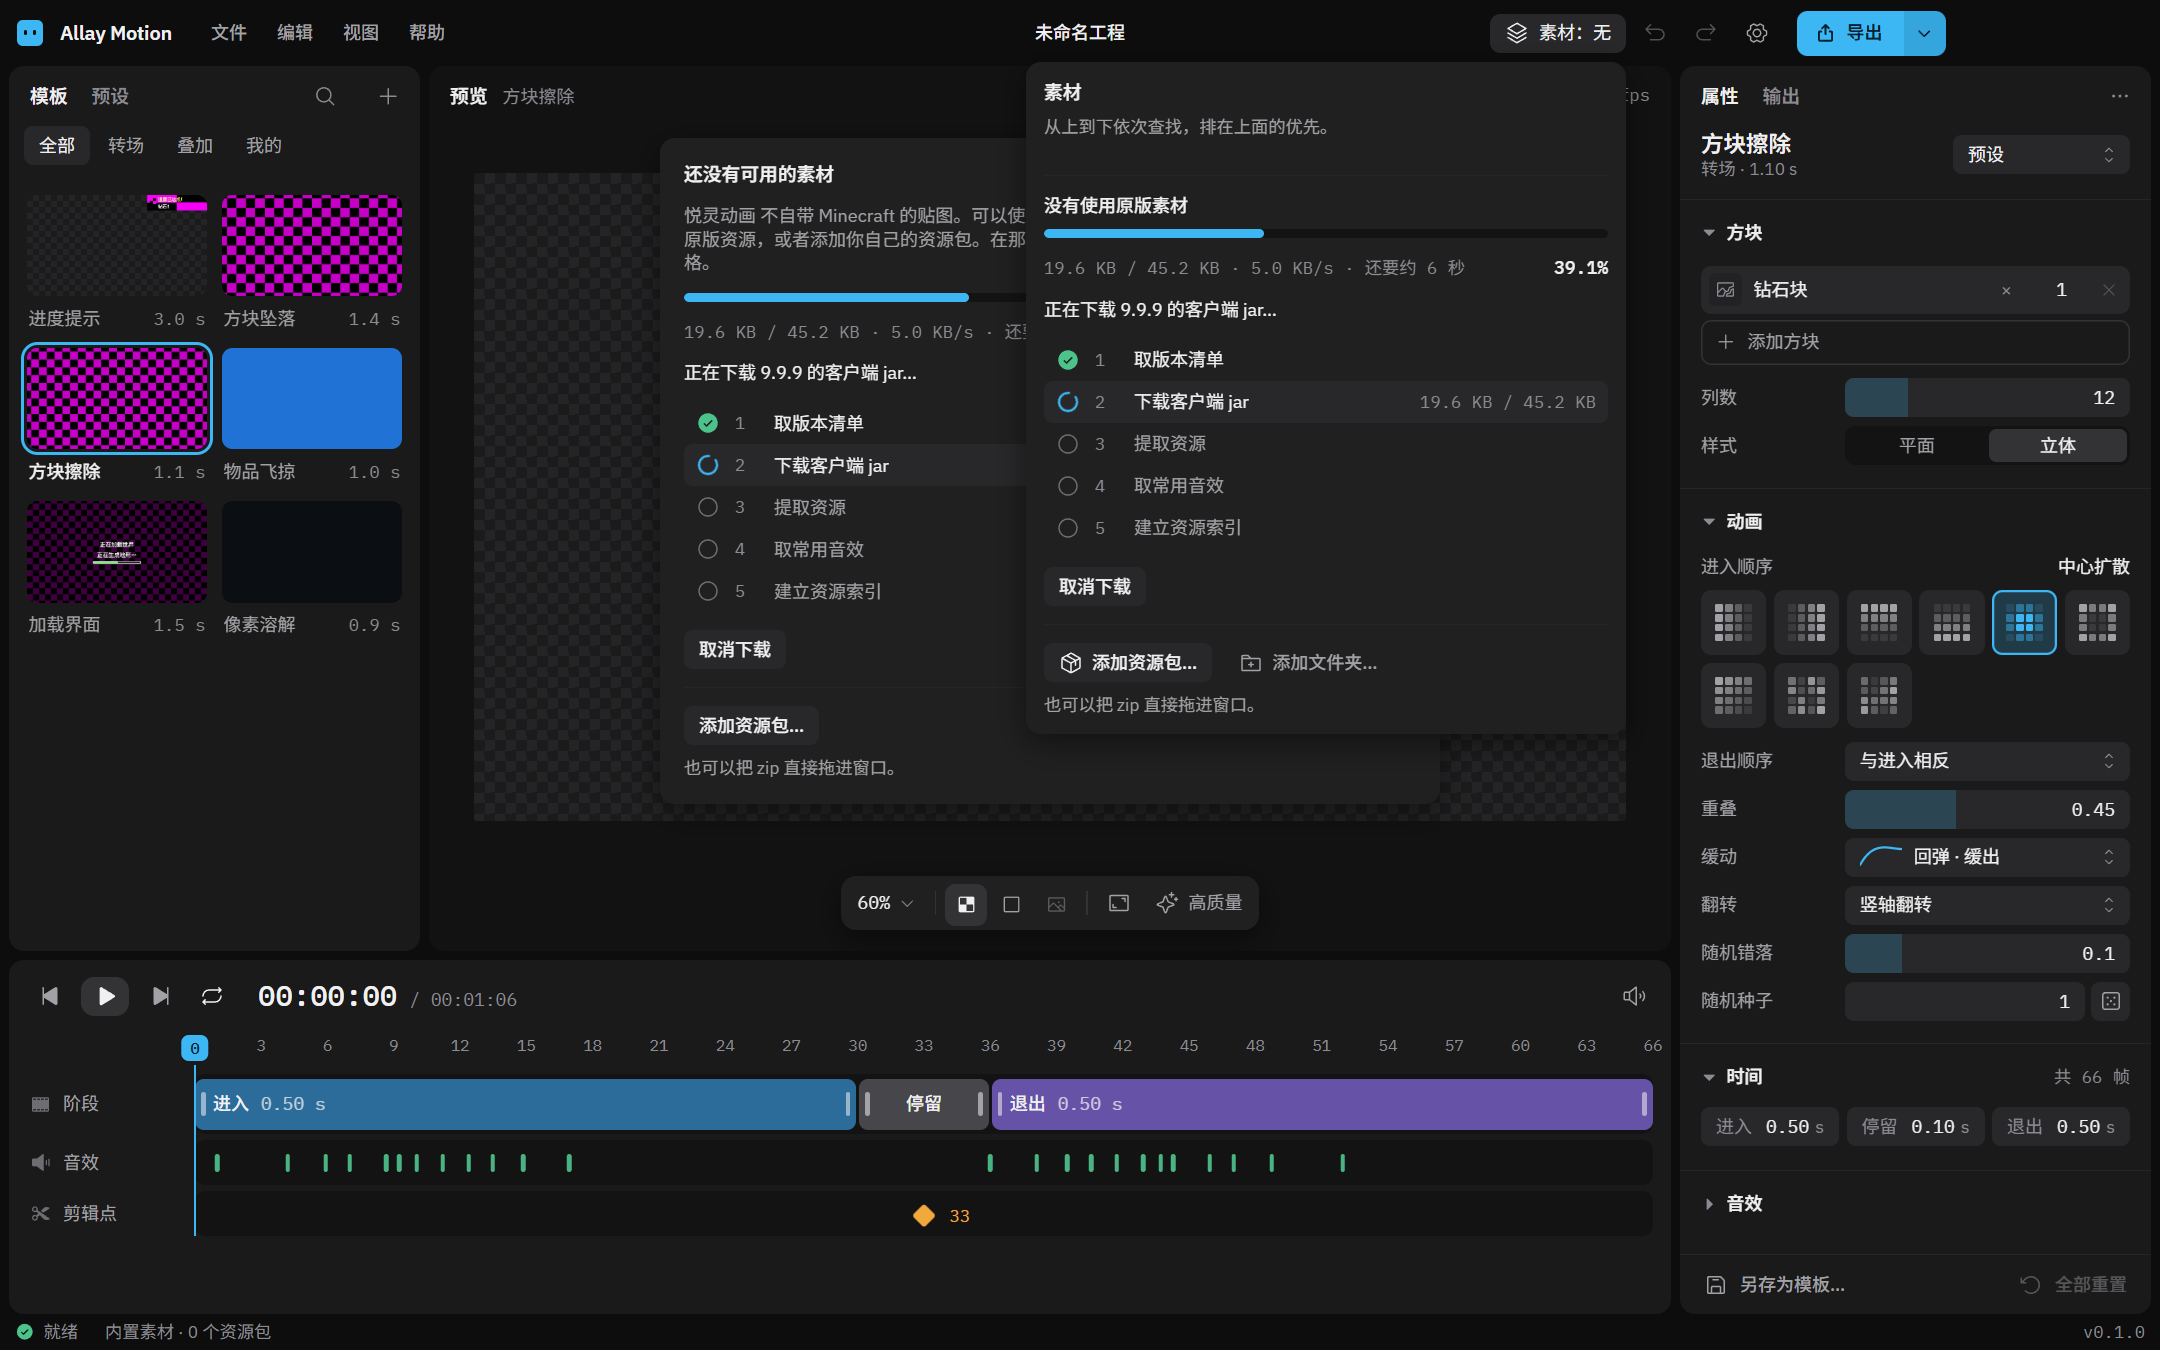 Allay Motion 文件 编辑 视图 帮助
未命名工程
素材：无
导出
模板 预设
全部 转场 叠加 我的
进度提示 3.0 s
方块坠落 1.4 s
方块擦除 1.1 s
物品飞掠 1.0 s
正在加载世界
加载界面 1.5 s
像素溶解 0.9 s
预览 方块擦除
还没有可用的素材
悦灵动画 不自带 Minecraft 的贴图。可以使
原版资源，或者添加你自己的资源包。在那
格。
19.6 KB / 45.2 KB · 5.0 KB/s · 还
正在下载 9.9.9 的客户端 jar...
1 取版本清单
2 下载客户端 jar
3 提取资源
4 取常用音效
5 建立资源索引
取消下载
添加资源包...
也可以把 zip 直接拖进窗口。
素材
从上到下依次查找，排在上面的优先。
没有使用原版素材
19.6 KB / 45.2 KB · 5.0 KB/s · 还要约 6 秒 39.1%
正在下载 9.9.9 的客户端 jar...
1 取版本清单
2 下载客户端 jar 19.6 KB / 45.2 KB
3 提取资源
4 取常用音效
5 建立资源索引
取消下载
添加资源包... 添加文件夹...
也可以把 zip 直接拖进窗口。
60% 高质量
属性 输出
方块擦除
转场 · 1.10 s
预设
方块
钻石块 × 1
添加方块
列数 12
样式 平面 立体
动画
进入顺序 中心扩散
退出顺序 与进入相反
重叠 0.45
缓动 回弹 · 缓出
翻转 竖轴翻转
随机错落 0.1
随机种子 1
时间 共 66 帧
进入 0.50 s 停留 0.10 s 退出 0.50 s
音效
另存为模板... 全部重置
00:00:00 / 00:01:06
0 3 6 9 12 15 18 21 24 27 30 33 36 39 42 45 48 51 54 57 60 63 66
阶段 进入 0.50 s 停留 退出 0.50 s
音效
剪辑点 33
就绪 内置素材 · 0 个资源包
v0.1.0